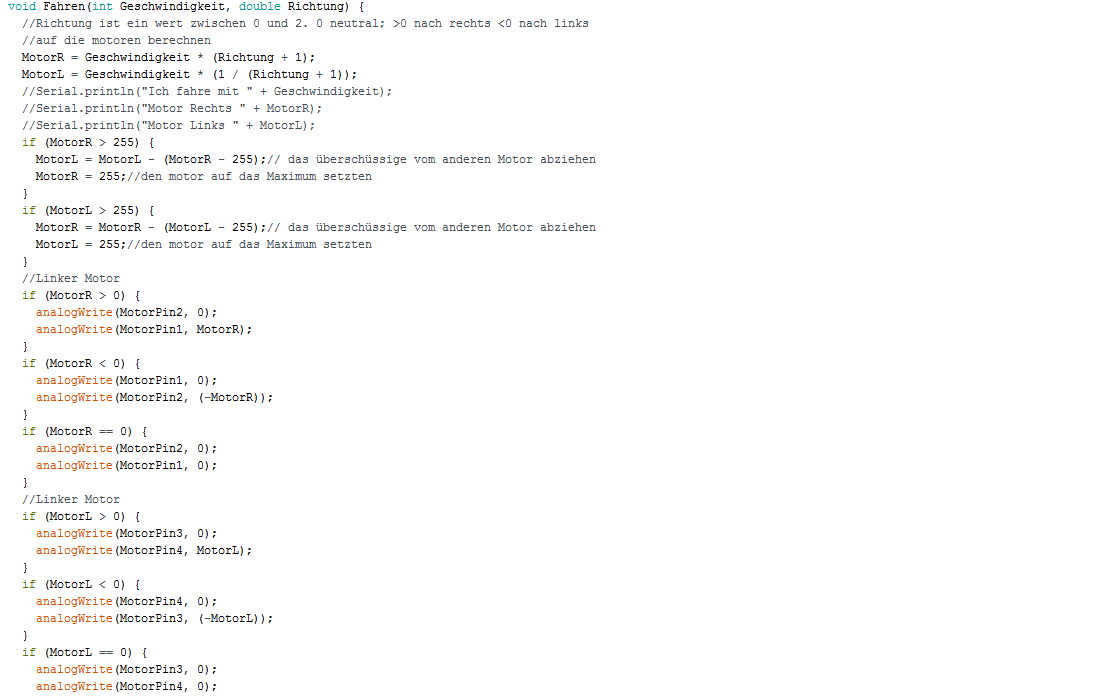 void Fahren(int Geschwindigkeit, double Richtung) {
  //Richtung ist ein wert zwischen 0 und 2. 0 neutral; >0 nach rechts <0 nach links
  //auf die motoren berechnen
  MotorR = Geschwindigkeit * (Richtung + 1);
  MotorL = Geschwindigkeit * (1 / (Richtung + 1));
  //Serial.println("Ich fahre mit " + Geschwindigkeit);
  //Serial.println("Motor Rechts " + MotorR);
  //Serial.println("Motor Links " + MotorL);
  if (MotorR > 255) {
    MotorL = MotorL - (MotorR - 255);// das überschüssige vom anderen Motor abziehen
    MotorR = 255;//den motor auf das Maximum setzten
  }
  if (MotorL > 255) {
    MotorR = MotorR - (MotorL - 255);// das überschüssige vom anderen Motor abziehen
    MotorL = 255;//den motor auf das Maximum setzten
  }
  //Linker Motor
  if (MotorR > 0) {
    analogWrite(MotorPin2, 0);
    analogWrite(MotorPin1, MotorR);
  }
  if (MotorR < 0) {
    analogWrite(MotorPin1, 0);
    analogWrite(MotorPin2, (-MotorR));
  }
  if (MotorR == 0) {
    analogWrite(MotorPin2, 0);
    analogWrite(MotorPin1, 0);
  }
  //Linker Motor
  if (MotorL > 0) {
    analogWrite(MotorPin3, 0);
    analogWrite(MotorPin4, MotorL);
  }
  if (MotorL < 0) {
    analogWrite(MotorPin4, 0);
    analogWrite(MotorPin3, (-MotorL));
  }
  if (MotorL == 0) {
    analogWrite(MotorPin3, 0);
    analogWrite(MotorPin4, 0);